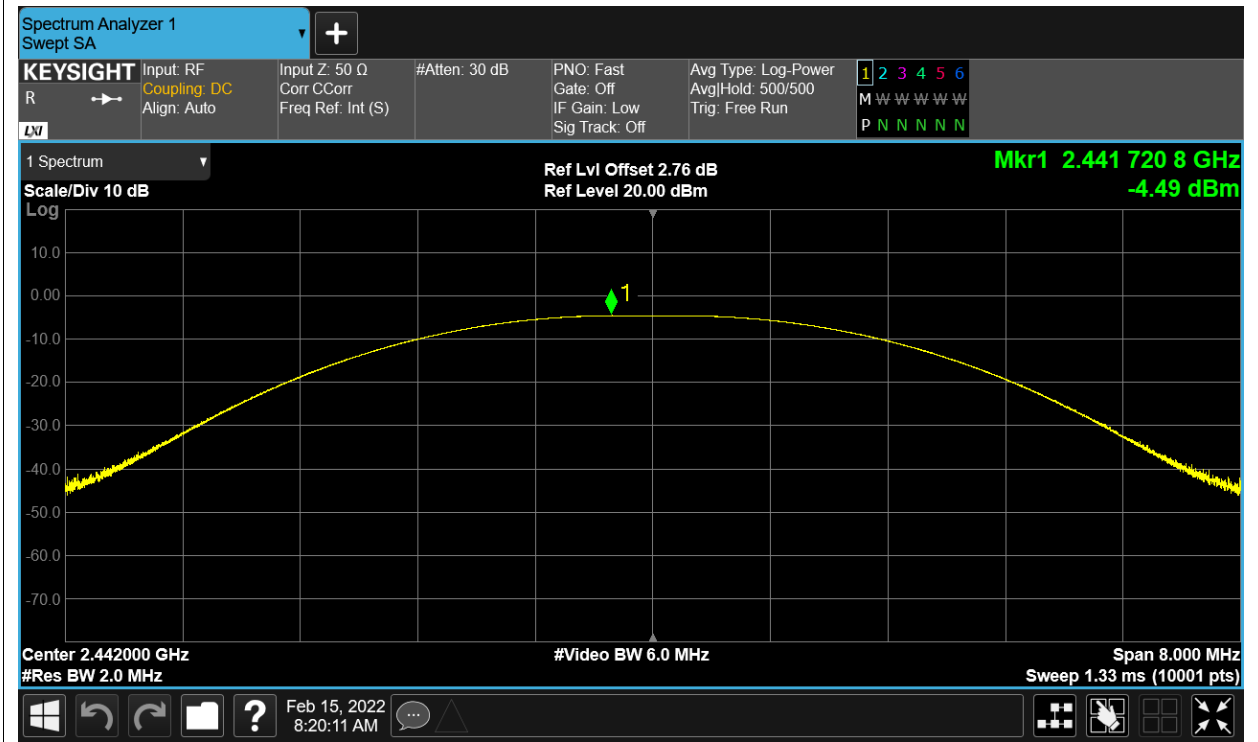 Spectrum Analyzer 1
Swept SA
KEYSIGHT
R
LXI
Input: RF
Coupling: DC
Align: Auto
Input Z: 50 Ω
Corr CCorr
Freq Ref: Int (S)
#Atten: 30 dB
PNO: Fast
Gate: Off
IF Gain: Low
Sig Track: Off
Avg Type: Log-Power
Avg|Hold: 500/500
Trig: Free Run
1 2 3 4 5 6
M W W W W W
P N N N N N N
1 Spectrum
Scale/Div 10 dB
Log
Ref Lvl Offset 2.76 dB
Ref Level 20.00 dBm
Mkr1 2.441 720 8 GHz
-4.49 dBm
10.0
0.00
-10.0
-20.0
-30.0
-40.0
-50.0
-60.0
-70.0
1
Center 2.442000 GHz
#Res BW 2.0 MHz
#Video BW 6.0 MHz
Span 8.000 MHz
Sweep 1.33 ms (10001 pts)
?
Feb 15, 2022
8:20:11 AM